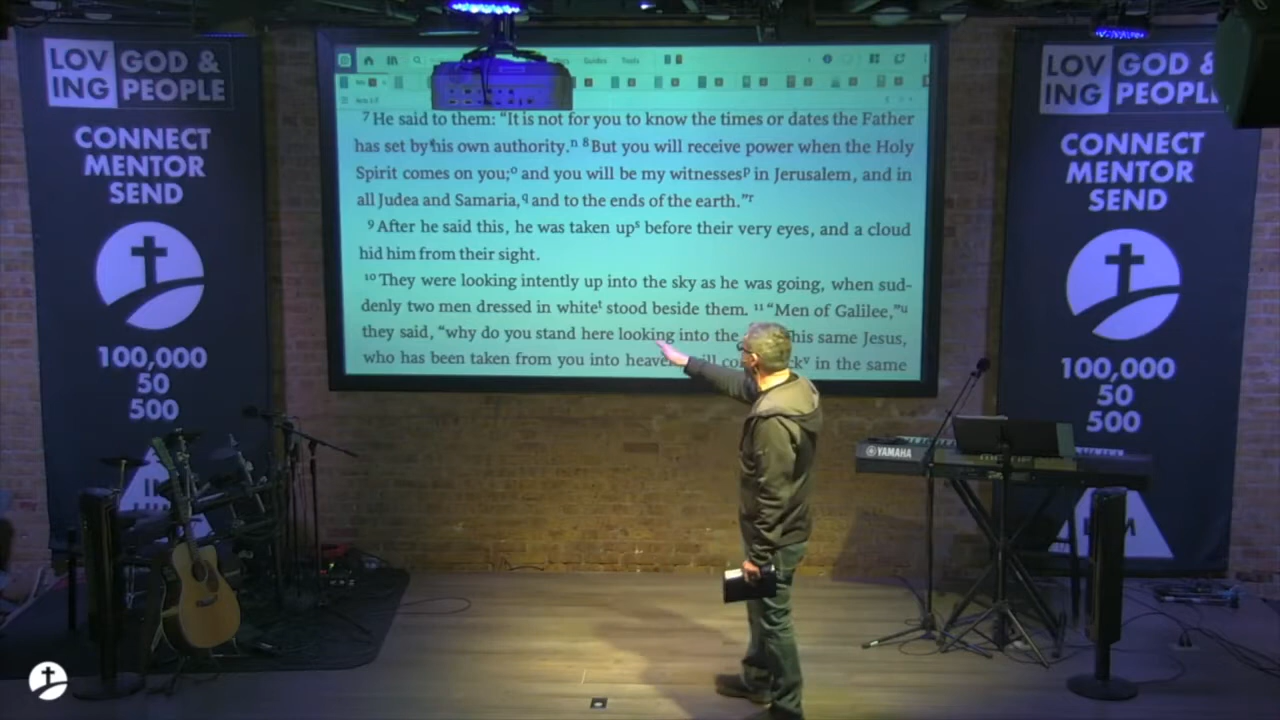 LOV
ING
GOD &
PEOPLE
CONNECT
MENTOR
SEND
100,000
50
500
Guides
Tools
⁷ He said to them: “It is not for you to know the times or dates the Father
has set by his own authority.ⁿ ⁸ But you will receive power when the Holy
Spirit comes on you;ᵒ and you will be my witnessesᵖ in Jerusalem, and in
all Judea and Samaria,q and to the ends of the earth.”ʳ
⁹ After he said this, he was taken upˢ before their very eyes, and a cloud
hid him from their sight.
¹⁰ They were looking intently up into the sky as he was going, when sud-
denly two men dressed in whiteᵗ stood beside them. ¹¹ “Men of Galilee,”ᵘ
they said, “why do you stand here looking into the his same Jesus,
who has been taken from you into heave in the same
LOV
ING
GOD &
PEOPL
CONNECT
MENTOR
SEND
100,000
50
500
YAMAHA